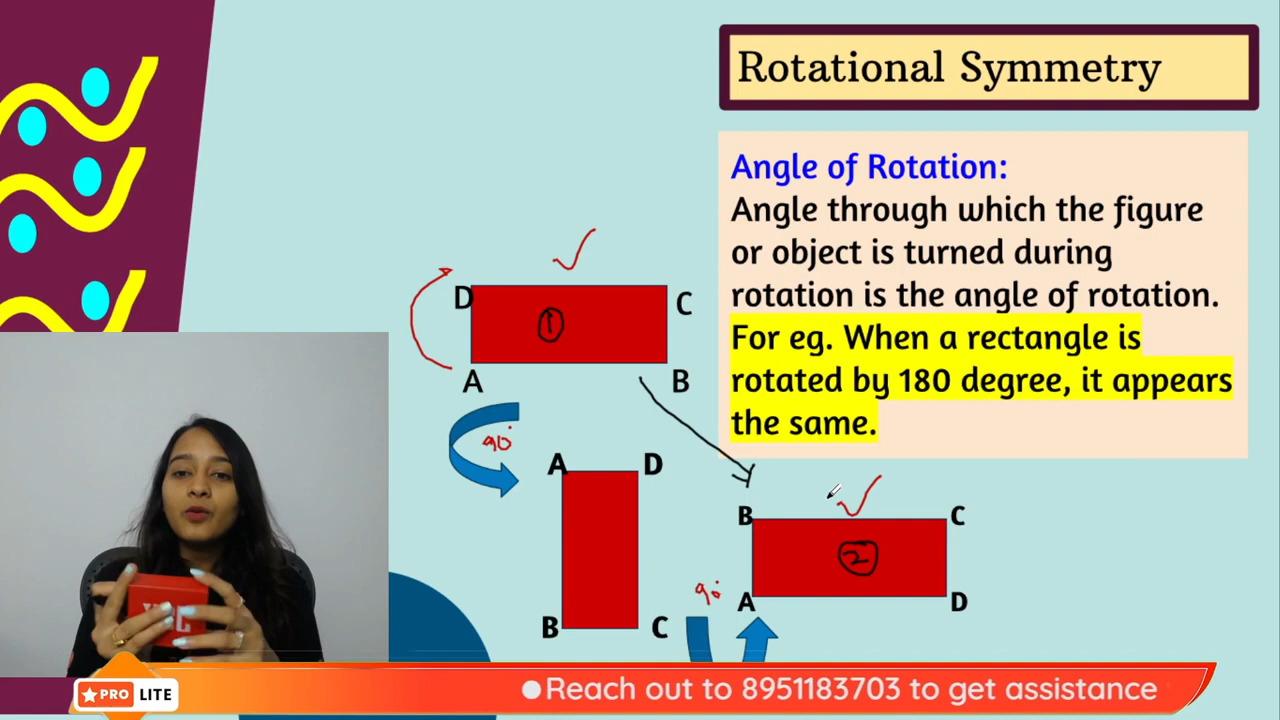 Rotational Symmetry
Angle of Rotation:
Angle through which the figure
or object is turned during
rotation is the angle of rotation.
For eg. When a rectangle is
rotated by 180 degree, it appears
the same.
D
C
1
A
B
90°
A
D
B
C
B
C
2
A
D
90°
PRO LITE
●Reach out to 8951183703 to get assistance